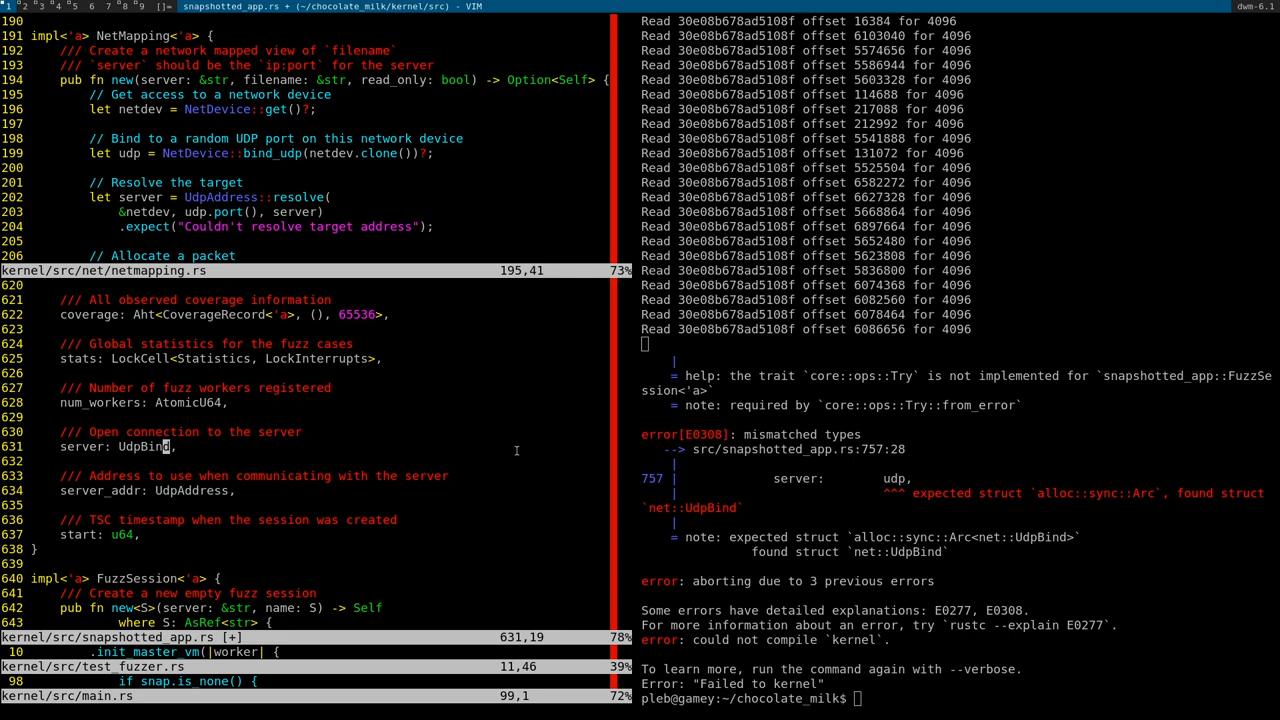 1 2 3 4 5 6 7 8 9 []= snapshotted_app.rs + (~/chocolate_milk/kernel/src) - VIM dwm-6.1
190
191 impl<'a> NetMapping<'a> {
192     /// Create a network mapped view of `filename`
193     /// `server` should be the `ip:port` for the server
194     pub fn new(server: &str, filename: &str, read_only: bool) -> Option<Self> {
195         // Get access to a network device
196         let netdev = NetDevice::get()?;
197
198         // Bind to a random UDP port on this network device
199         let udp = NetDevice::bind_udp(netdev.clone())?;
200
201         // Resolve the target
202         let server = UdpAddress::resolve(
203             &netdev, udp.port(), server)
204             .expect("Couldn't resolve target address");
205
206         // Allocate a packet
kernel/src/net/netmapping.rs 195,41 73%
620
621     /// All observed coverage information
622     coverage: Aht<CoverageRecord<'a>, (), 65536>,
623
624     /// Global statistics for the fuzz cases
625     stats: LockCell<Statistics, LockInterrupts>,
626
627     /// Number of fuzz workers registered
628     num_workers: AtomicU64,
629
630     /// Open connection to the server
631     server: UdpBind,
632
633     /// Address to use when communicating with the server
634     server_addr: UdpAddress,
635
636     /// TSC timestamp when the session was created
637     start: u64,
638 }
639
640 impl<'a> FuzzSession<'a> {
641     /// Create a new empty fuzz session
642     pub fn new<S>(server: &str, name: S) -> Self
643             where S: AsRef<str> {
kernel/src/snapshotted_app.rs [+] 631,19 78%
10         .init_master_vm(|worker| {
kernel/src/test_fuzzer.rs 11,46 39%
98             if snap.is_none() {
kernel/src/main.rs 99,1 72%
Read 30e08b678ad5108f offset 16384 for 4096
Read 30e08b678ad5108f offset 6103040 for 4096
Read 30e08b678ad5108f offset 5574656 for 4096
Read 30e08b678ad5108f offset 5586944 for 4096
Read 30e08b678ad5108f offset 5603328 for 4096
Read 30e08b678ad5108f offset 114688 for 4096
Read 30e08b678ad5108f offset 217088 for 4096
Read 30e08b678ad5108f offset 212992 for 4096
Read 30e08b678ad5108f offset 5541888 for 4096
Read 30e08b678ad5108f offset 131072 for 4096
Read 30e08b678ad5108f offset 5525504 for 4096
Read 30e08b678ad5108f offset 6582272 for 4096
Read 30e08b678ad5108f offset 6627328 for 4096
Read 30e08b678ad5108f offset 5668864 for 4096
Read 30e08b678ad5108f offset 6897664 for 4096
Read 30e08b678ad5108f offset 5652480 for 4096
Read 30e08b678ad5108f offset 5623808 for 4096
Read 30e08b678ad5108f offset 5836800 for 4096
Read 30e08b678ad5108f offset 6074368 for 4096
Read 30e08b678ad5108f offset 6082560 for 4096
Read 30e08b678ad5108f offset 6078464 for 4096
Read 30e08b678ad5108f offset 6086656 for 4096
    |
    = help: the trait `core::ops::Try` is not implemented for `snapshotted_app::FuzzSe
ssion<'a>`
    = note: required by `core::ops::Try::from_error`
error[E0308]: mismatched types
   --> src/snapshotted_app.rs:757:28
    |
757 |             server:        udp,
    |                            ^^^ expected struct `alloc::sync::Arc`, found struct
`net::UdpBind`
    |
    = note: expected struct `alloc::sync::Arc<net::UdpBind>`
               found struct `net::UdpBind`
error: aborting due to 3 previous errors
Some errors have detailed explanations: E0277, E0308.
For more information about an error, try `rustc --explain E0277`.
error: could not compile `kernel`.
To learn more, run the command again with --verbose.
Error: "Failed to kernel"
pleb@gamey:~/chocolate_milk$